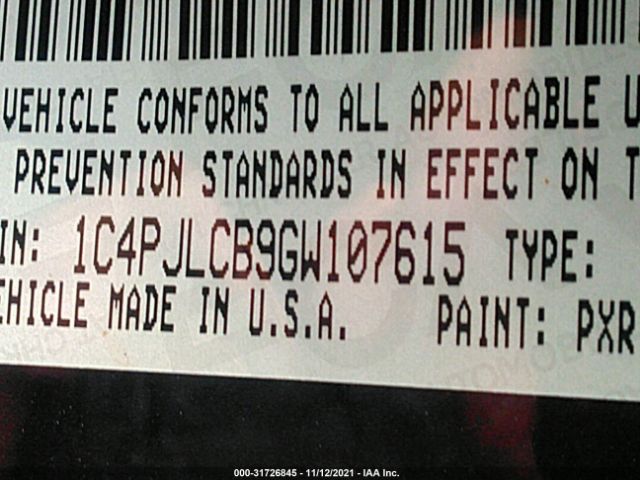 VEHICLE CONFORMS TO ALL APPLICABLE U
PREVENTION STANDARDS IN EFFECT ON T
IN: 1C4PJLCB9GW107615 TYPE:
EHICLE MADE IN U.S.A. PAINT: PXR
000-31726845 - 11/12/2021 - IAA Inc.